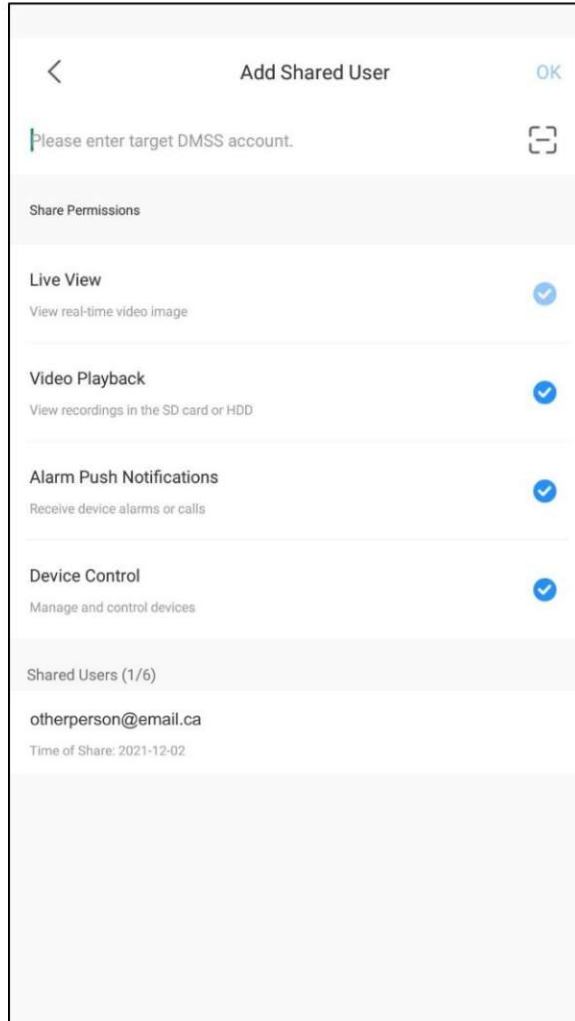 Add Shared User
OK
Please enter target DMSS account.
Share Permissions
Live View
View real-time video image
Video Playback
View recordings in the SD card or HDD
Alarm Push Notifications
Receive device alarms or calls
Device Control
Manage and control devices
Shared Users (1/6)
otherperson@email.ca
Time of Share: 2021-12-02